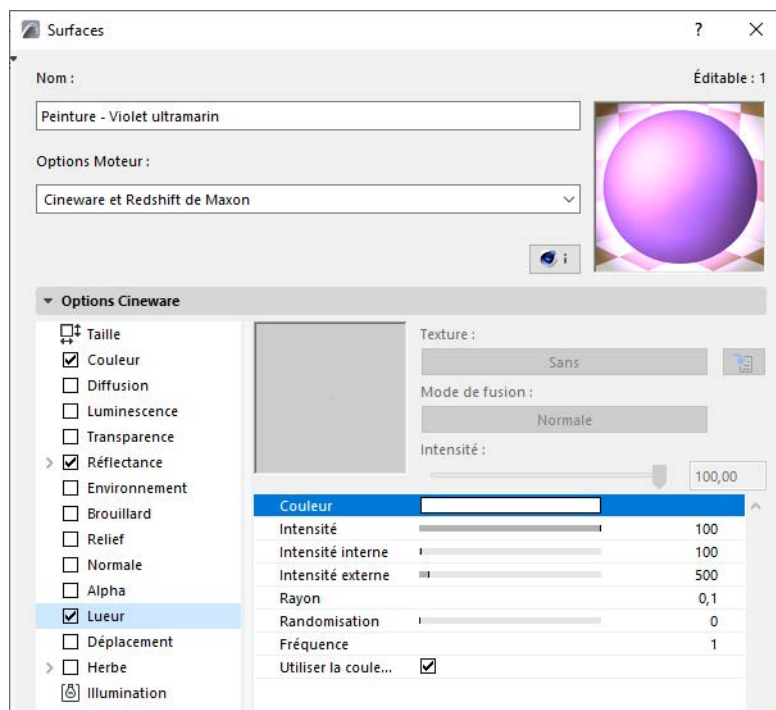 Surfaces
?
Nom :
Éditable : 1
Peinture - Violet ultramarin
Options Moteur :
Cineware et Redshift de Maxon
i
Options Cineware
Taille
Couleur
Diffusion
Luminescence
Transparence
Réflectance
Environnement
Brouillard
Relief
Normale
Alpha
Lueur
Déplacement
Herbe
Illumination
Texture :
Sans
Mode de fusion :
Normale
Intensité :
100,00
Couleur
Intensité 100
Intensité interne 100
Intensité externe 500
Rayon 0,1
Randomisation 0
Fréquence 1
Utiliser la coule...